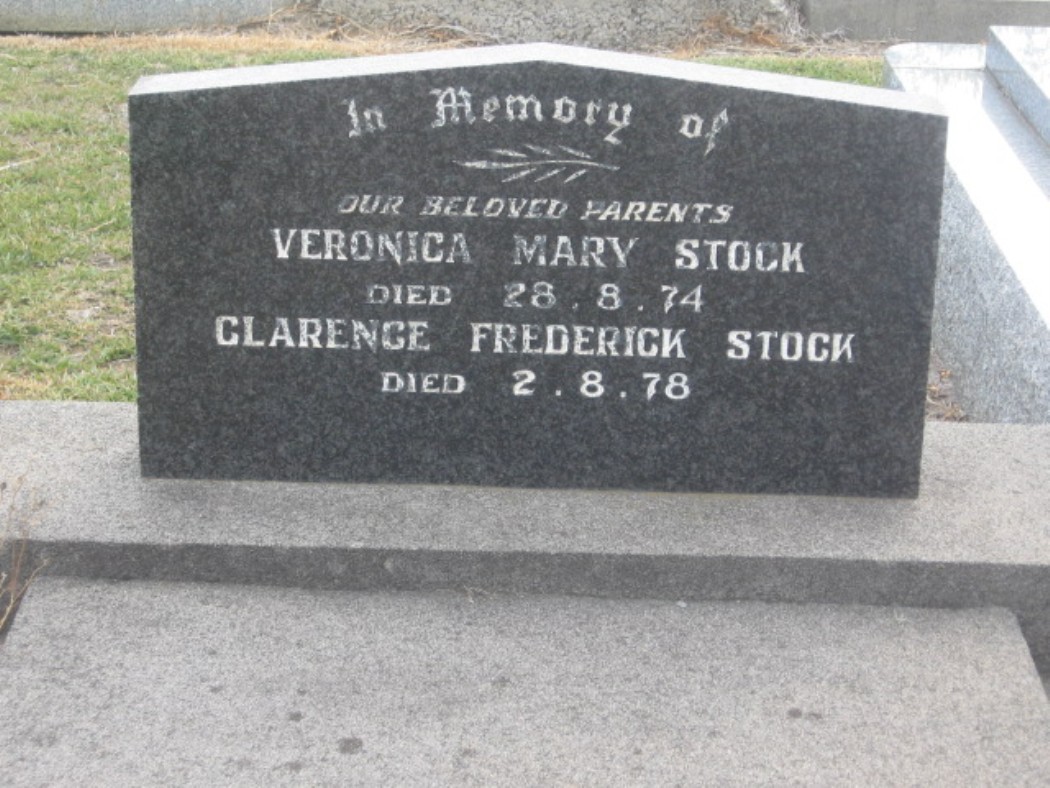 In Memory of
OUR BELOVED PARENTS
VERONICA MARY STOCK
DIED 28.8.74
CLARENCE FREDERICK STOCK
DIED 2.8.78